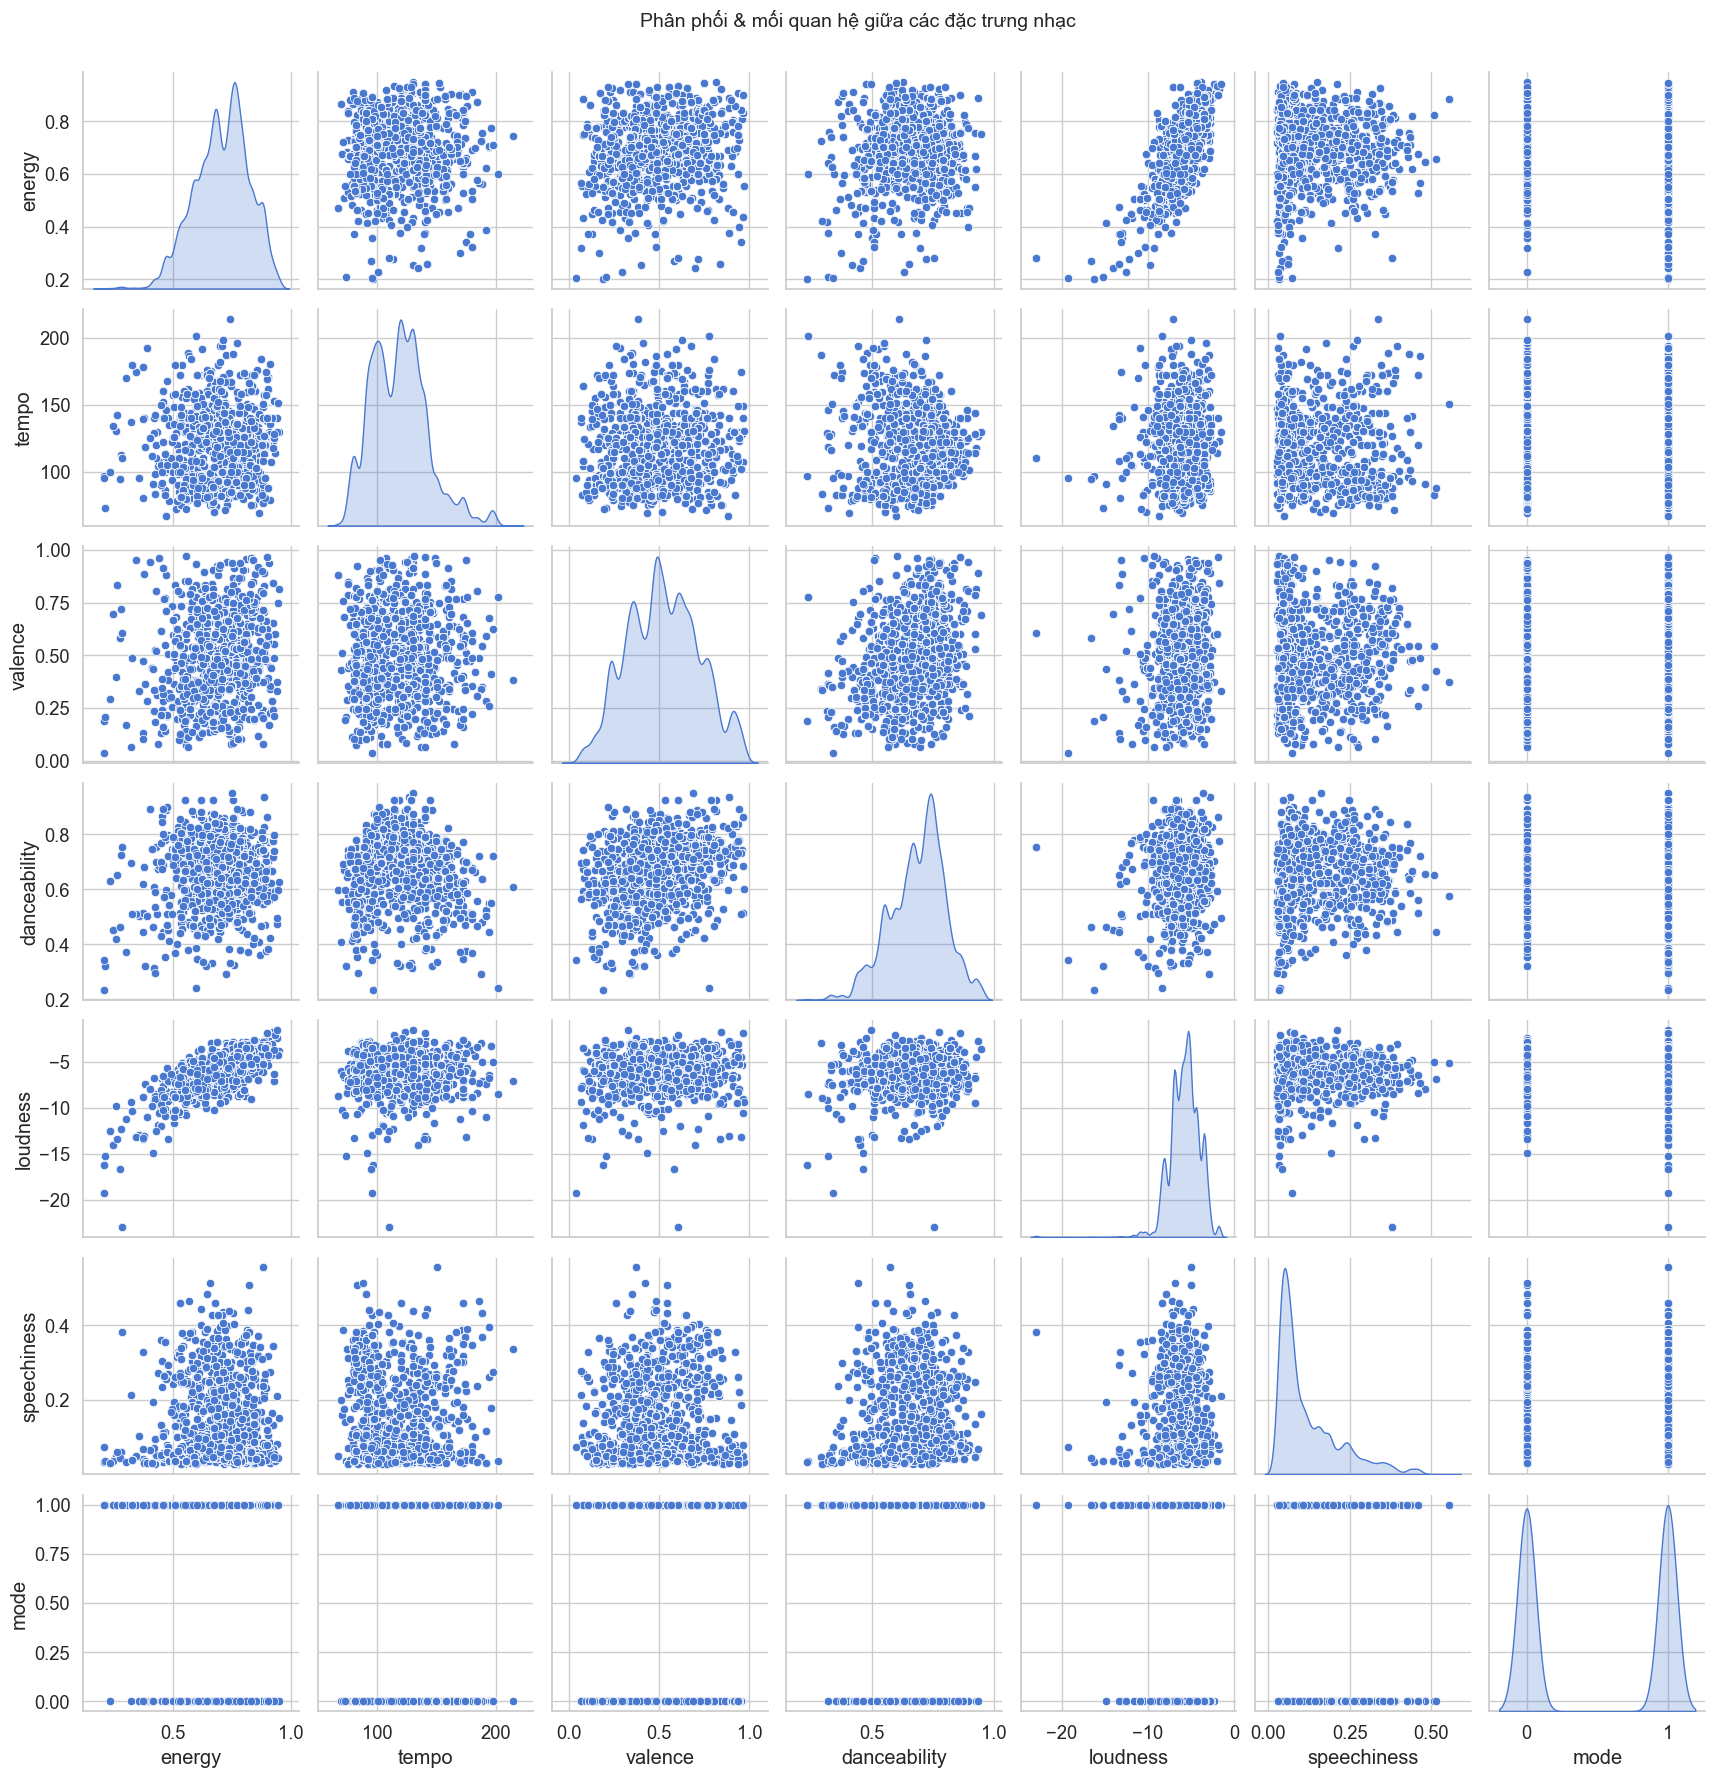 Phân phối & mối quan hệ giữa các đặc trưng nhạc
energy
0.8
0.6
0.4
0.2
tempo
200
150
100
valence
1.00
0.75
0.50
0.25
0.00
danceability
0.8
0.6
0.4
0.2
loudness
−5
−10
−15
−20
speechiness
0.4
0.2
mode
1.00
0.75
0.50
0.25
0.00
0.5 1.0 100 200 0.0 0.5 1.0 0.5 1.0 −20 −10 0 0.00 0.25 0.50 0 1
energy tempo valence danceability loudness speechiness mode